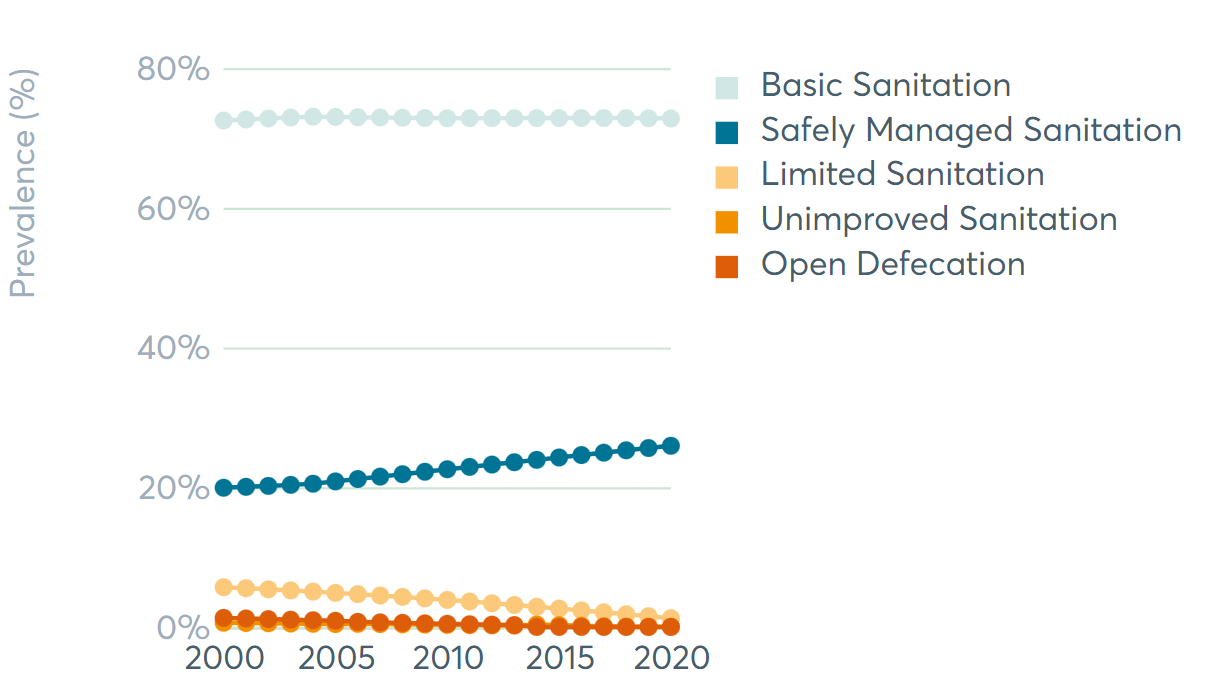 Prevalence (%)
80%
60%
40%
20%
0%
2000 2005 2010 2015 2020
Basic Sanitation
Safely Managed Sanitation
Limited Sanitation
Unimproved Sanitation
Open Defecation